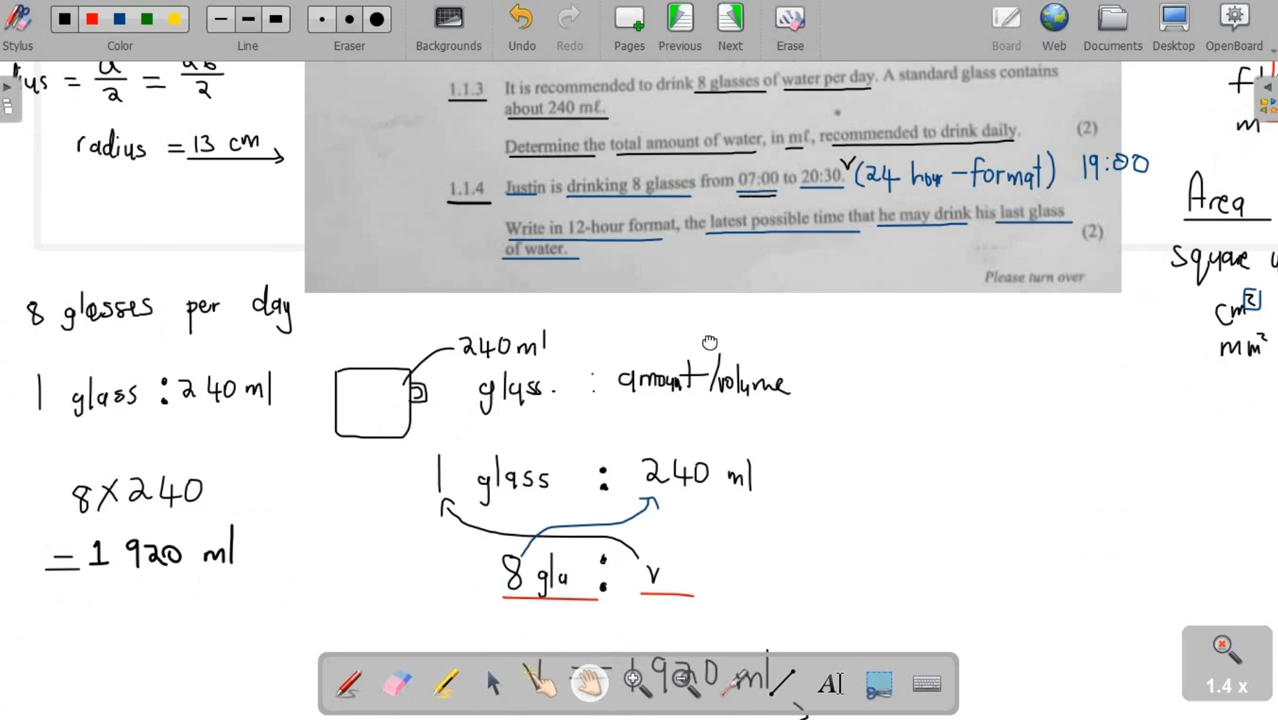 Stylus
Color
Line
Eraser
Backgrounds
Undo
Redo
Pages
Previous
Next
Erase
Board
Web
Documents
Desktop
OpenBoard
= a/2 =
radius = 13 cm
1.1.3 It is recommended to drink 8 glasses of water per day. A standard glass contains
about 240 mℓ.
Determine the total amount of water, in mℓ, recommended to drink daily. (2)
1.1.4 Justin is drinking 8 glasses from 07:00 to 20:30. (24 hour-format) 19:00
Write in 12-hour format, the latest possible time that he may drink his last glass
of water. (2)
Please turn over
m
Area
square
cm²
mm²
8 glasses per day
1 glass : 240 ml
8 × 240
= 1 920 ml
240 ml
glass. : amount/volume
1 glass : 240 ml
8 gla : v
= 1920 ml
1.4 x